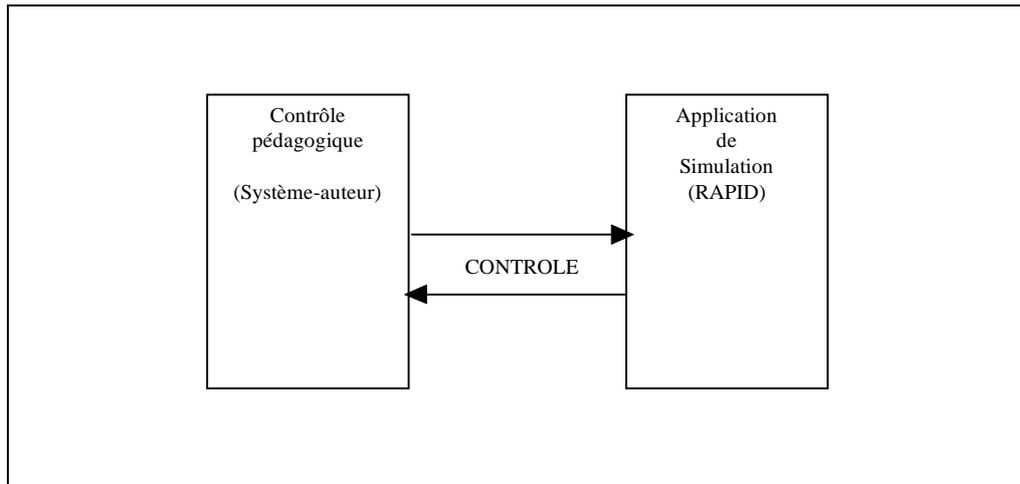 Contrôle
pédagogique
(Système-auteur)
Application
de
Simulation
(RAPID)
CONTROLE